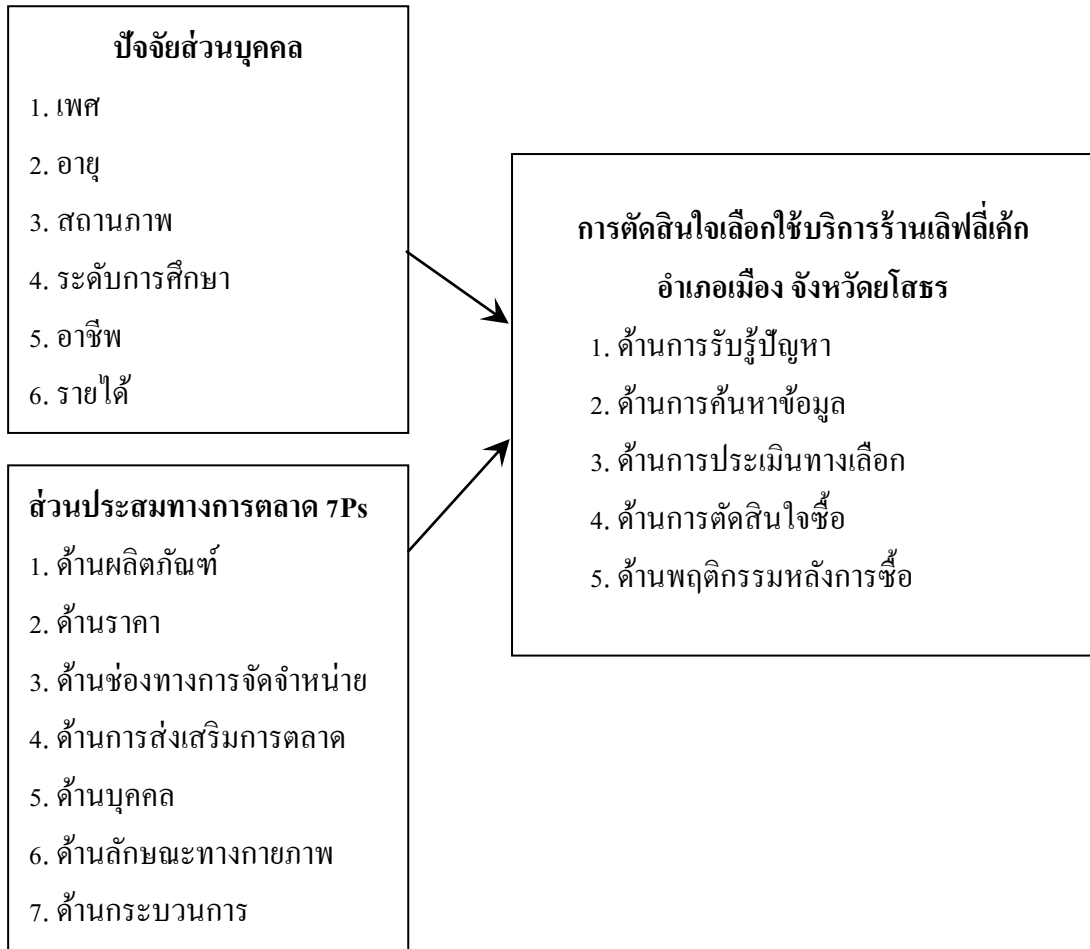 ปัจจัยส่วนบุคคล
1. เพศ
2. อายุ
3. สถานภาพ
4. ระดับการศึกษา
5. อาชีพ
6. รายได้
ส่วนประสมทางการตลาด 7Ps
1. ด้านผลิตภัณฑ์
2. ด้านราคา
3. ด้านช่องทางการจัดจำหน่าย
4. ด้านการส่งเสริมการตลาด
5. ด้านบุคคล
6. ด้านลักษณะทางกายภาพ
7. ด้านกระบวนการ
การตัดสินใจเลือกใช้บริการร้านเลิฟลี่เค้ก
อำเภอเมือง จังหวัดยโสธร
1. ด้านการรับรู้ปัญหา
2. ด้านการค้นหาข้อมูล
3. ด้านการประเมินทางเลือก
4. ด้านการตัดสินใจซื้อ
5. ด้านพฤติกรรมหลังการซื้อ